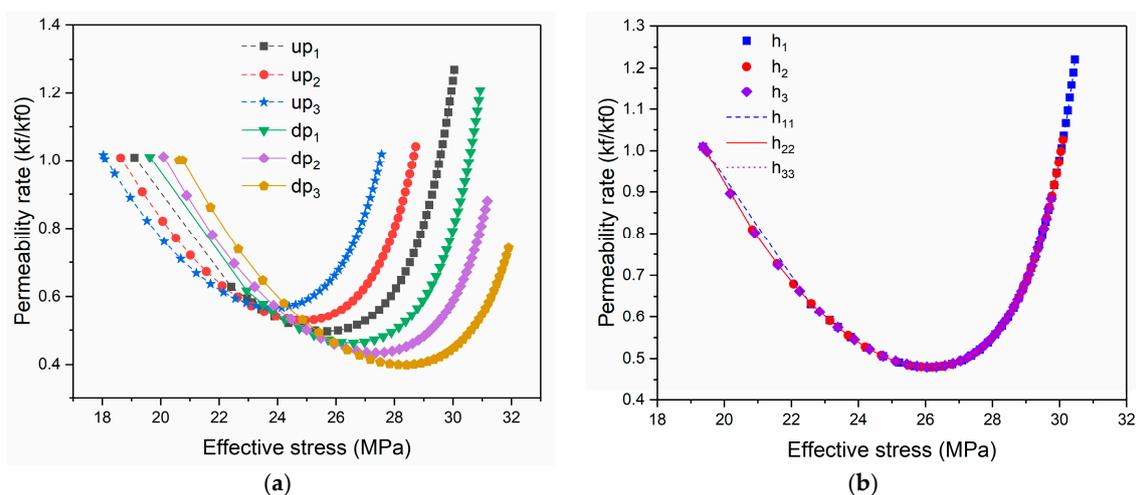 1.4
1.2
1.0
0.8
0.6
0.4
18 20 22 24 26 28 30 32
Permeability rate (kf/kf0)
Effective stress (MPa)
up1
up2
up3
dp1
dp2
dp3
(a)
1.3
1.2
1.1
1.0
0.9
0.8
0.7
0.6
0.5
0.4
18 20 22 24 26 28 30 32
Permeability rate (kf/kf0)
Effective stress (MPa)
h1
h2
h3
h11
h22
h33
(b)